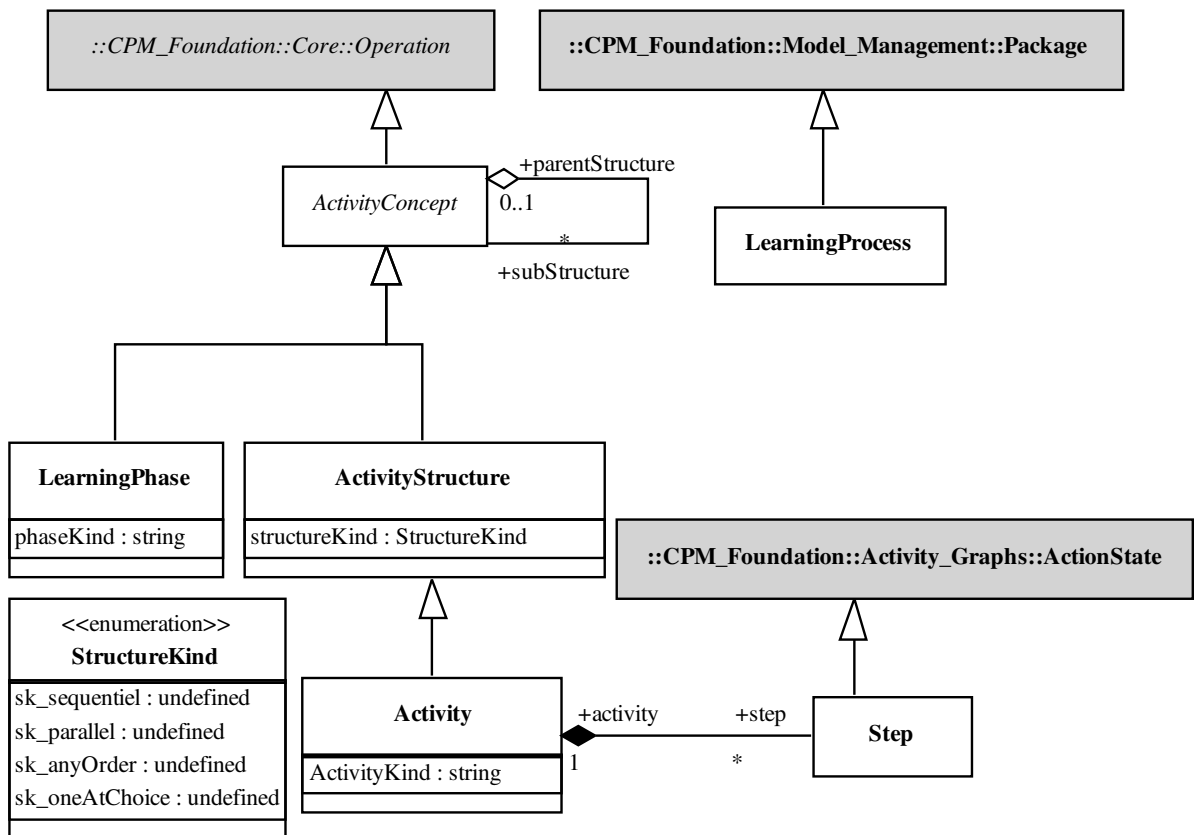 ::CPM_Foundation::Core::Operation
::CPM_Foundation::Model_Management::Package
+parentStructure
ActivityConcept
0..1
*
+subStructure
LearningProcess
LearningPhase
phaseKind : string
ActivityStructure
structureKind : StructureKind
::CPM_Foundation::Activity_Graphs::ActionState
<<enumeration>>
StructureKind
sk_sequentiel : undefined
sk_parallel : undefined
sk_anyOrder : undefined
sk_oneAtChoice : undefined
Activity
ActivityKind : string
+activity
1
+step
*
Step